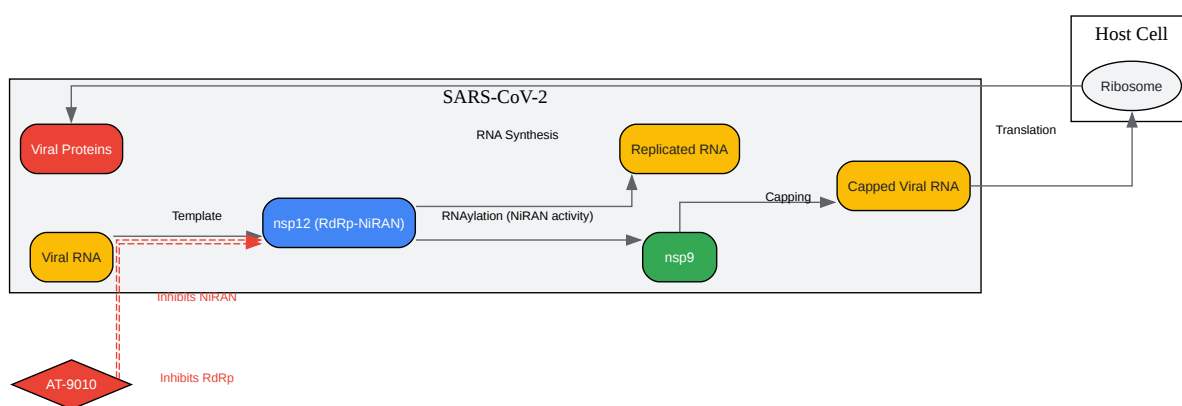 Host Cell
Ribosome
SARS-CoV-2
RNA Synthesis
Translation
Viral Proteins
Replicated RNA
Capped Viral RNA
Capping
Template
nsp12 (RdRp-NiRAN)
RNAylation (NiRAN activity)
Viral RNA
nsp9
Inhibits NiRAN
Inhibits RdRp
AT-9010